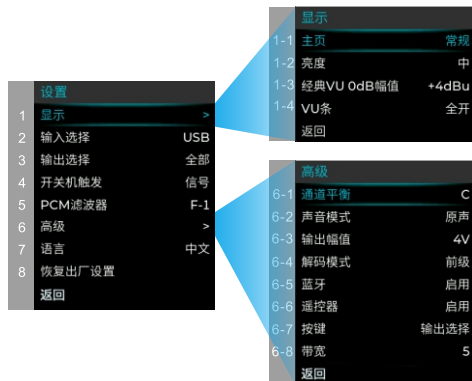 设置
1 显示 >
2 输入选择 USB
3 输出选择 全部
4 开关机触发 信号
5 PCM滤波器 F-1
6 高级 >
7 语言 中文
8 恢复出厂设置
返回
显示
1-1 主页 常规
1-2 亮度 中
1-3 经典VU 0dB幅值 +4dBu
1-4 VU条 全开
返回
高级
6-1 通道平衡 C
6-2 声音模式 原声
6-3 输出幅值 4V
6-4 解码模式 前级
6-5 蓝牙 启用
6-6 遥控器 启用
6-7 按键 输出选择
6-8 带宽 5
返回